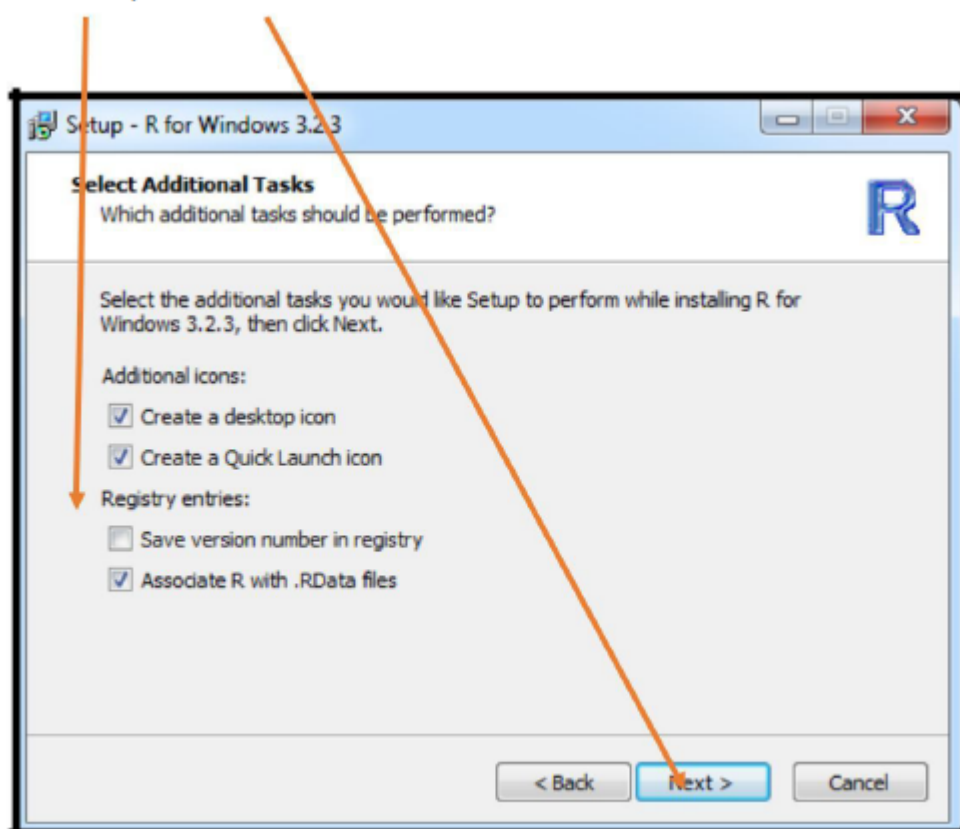 Setup - R for Windows 3.2.3
Select Additional Tasks
Which additional tasks should be performed?
R
Select the additional tasks you would like Setup to perform while installing R for
Windows 3.2.3, then click Next.
Additional icons:
Create a desktop icon
Create a Quick Launch icon
Registry entries:
Save version number in registry
Associate R with .RData files
< Back Next > Cancel